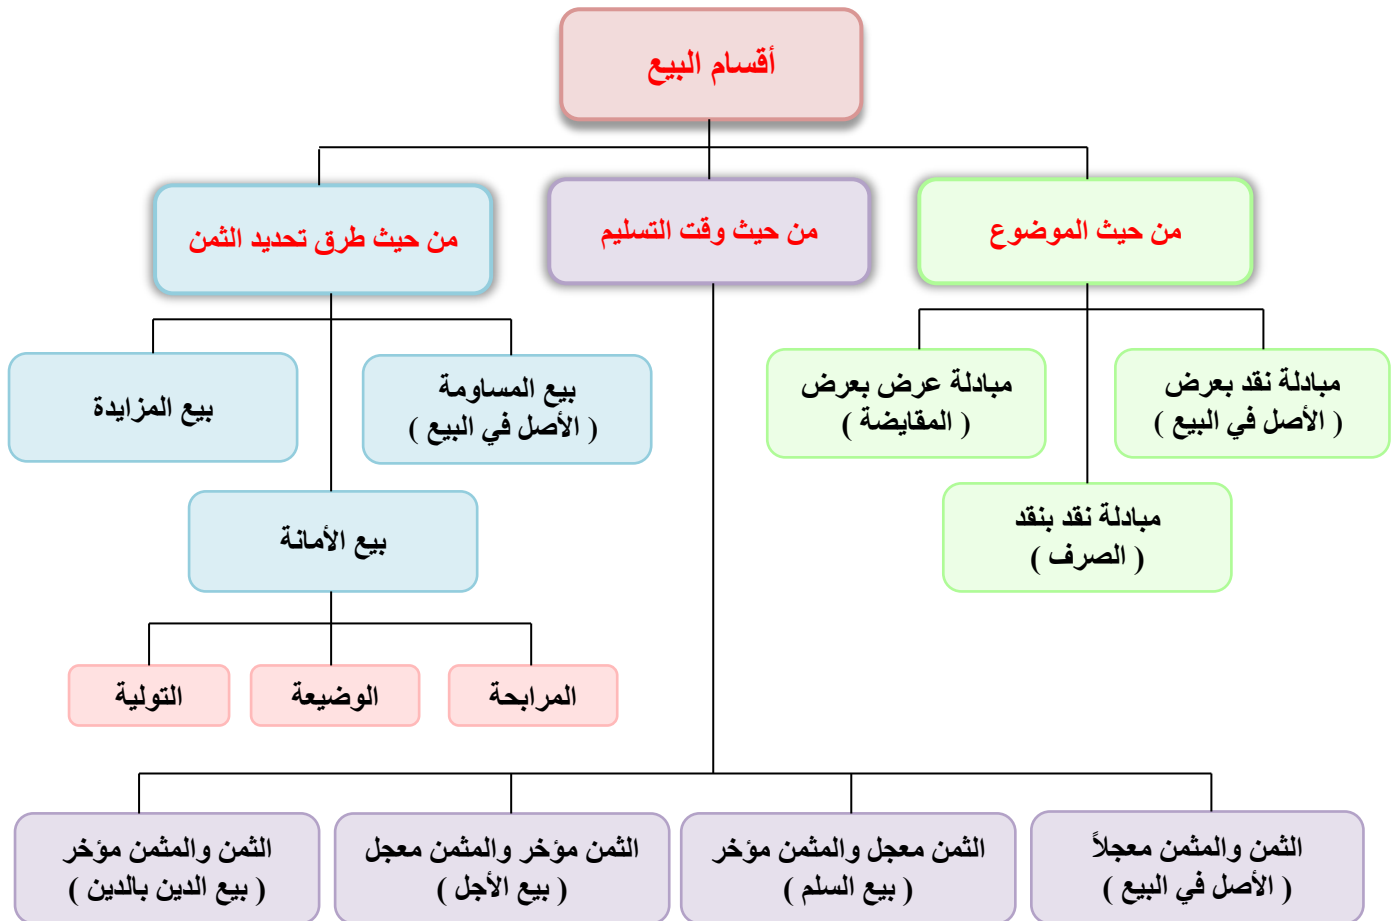 أقسام البيع
من حيث الموضوع
من حيث وقت التسليم
من حيث طرق تحديد الثمن
مبادلة نقد بعرض
( الأصل في البيع )
مبادلة عرض بعرض
( المقايضة )
مبادلة نقد بنقد
( الصرف )
بيع المساومة
( الأصل في البيع )
بيع المزايدة
بيع الأمانة
المرابحة
الوضيعة
التولية
الثمن والمثمن معجلاً
( الأصل في البيع )
الثمن معجل والمثمن مؤخر
( بيع السلم )
الثمن مؤخر والمثمن معجل
( بيع الأجل )
الثمن والمثمن مؤخر
( بيع الدين بالدين )